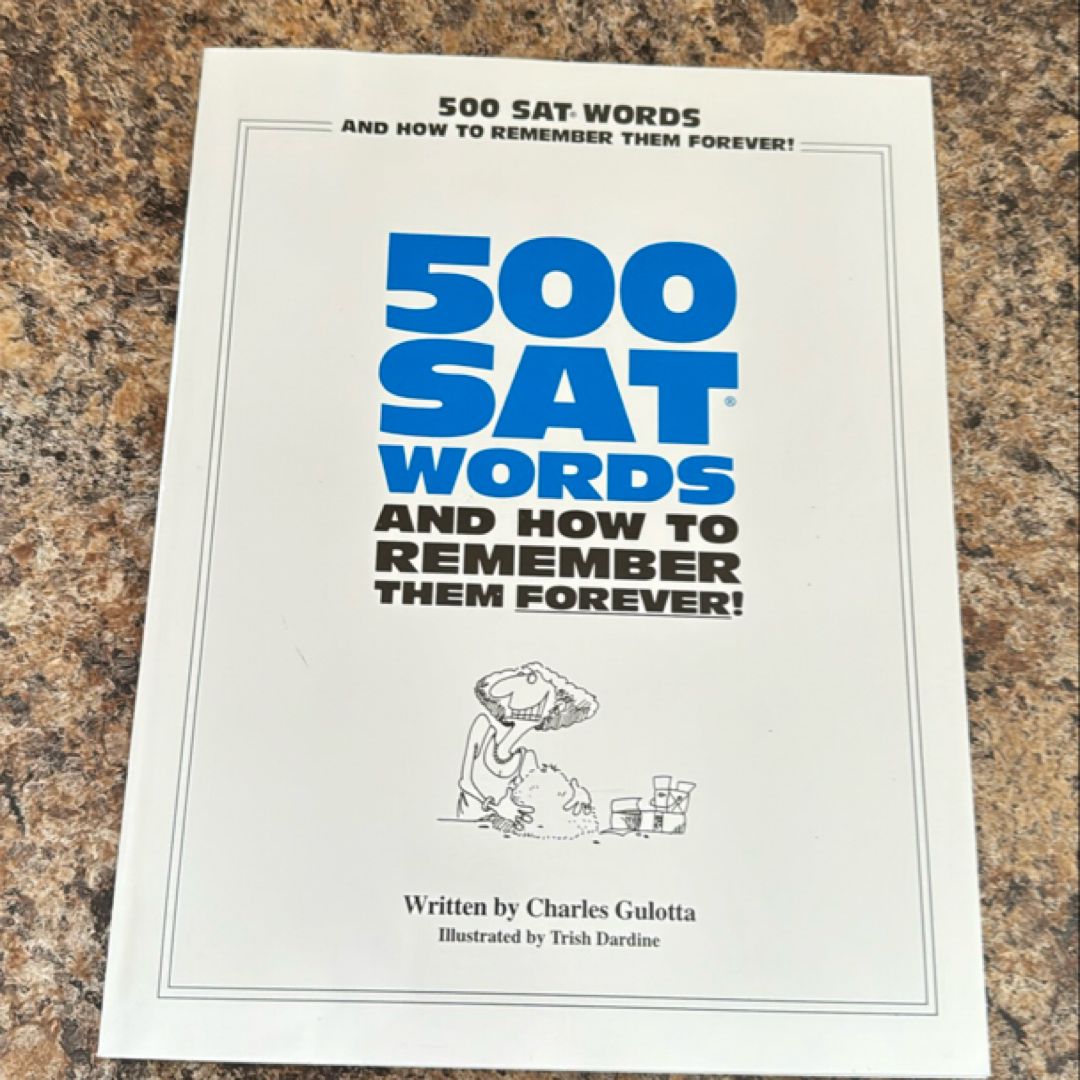 500 SAT® WORDS
AND HOW TO REMEMBER THEM FOREVER!
500
SAT®
WORDS
AND HOW TO
REMEMBER
THEM FOREVER!
Written by Charles Gulotta
Illustrated by Trish Dardine